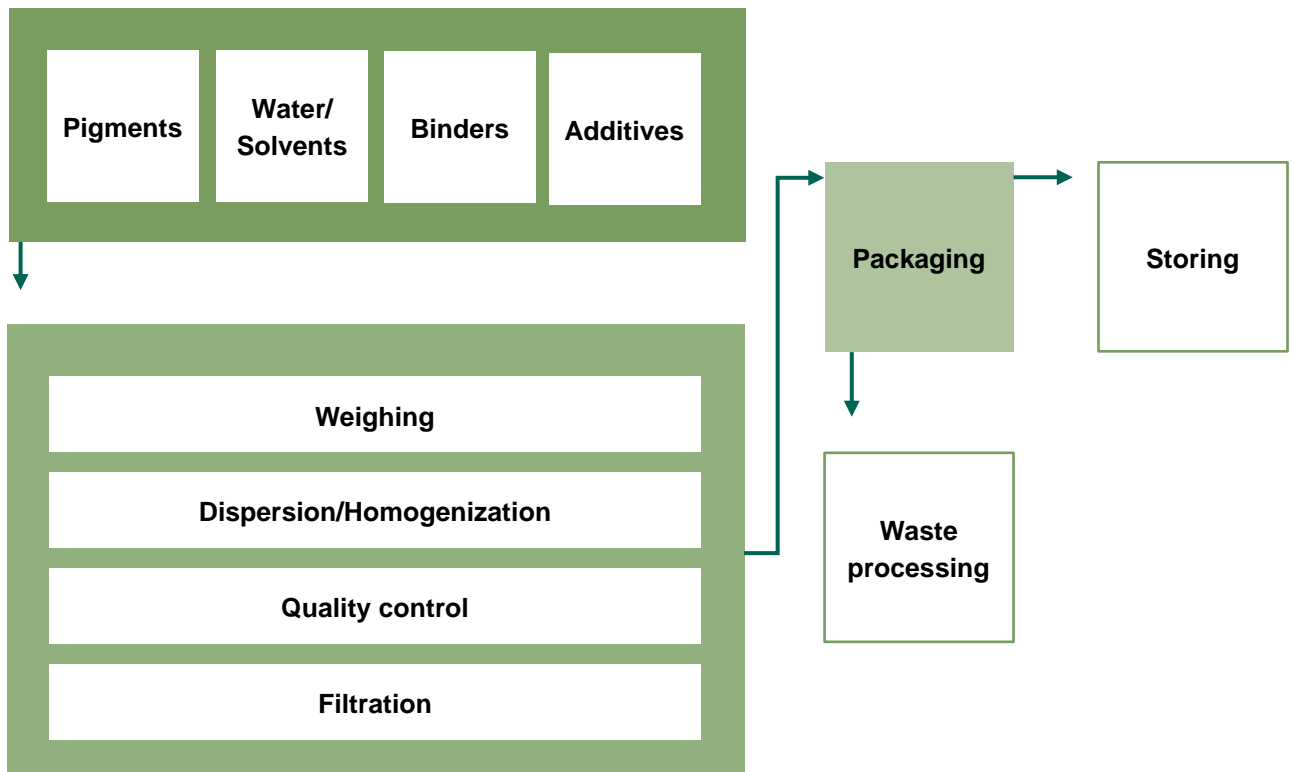 Pigments
Water/
Solvents
Binders
Additives
Packaging
Storing
Weighing
Dispersion/Homogenization
Quality control
Filtration
Waste
processing